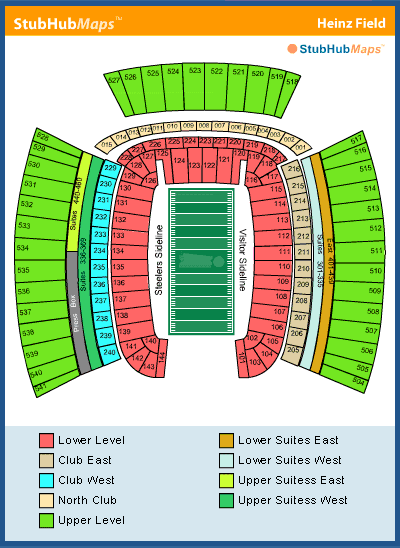 StubHubMaps™ Heinz Field
StubHubMaps™
527 526 525 524 523 522 521 520 519 518
015 014 013 012 011 010 009 008 007 006 005 004 003 002 001
528 529 530 531 532 533 534 535 536 537 538 539 540 541
Suites 440-460
Suites 336-369
Press Box
229 230 231 232 233 234 235 236 237 238 239 240
228 227 226 225 224 223 222 221 220 219 218 217
129 130 131 132 133 134 135 136 137 138 139 140 141 142 143 144
128 127 126 125 124 123 122 121 120 119 118 117 116
Steelers Sideline
Visitor Sideline
115 114 113 112 111 110 109 108 107 106 105 104 103 102 101
216 215 214 213 212 211 210 209 208 207 206 205
Suites 301-335
East 401-439
517 516 515 514 513 512 511 510 509 508 507 506 505 504
Lower Level
Club East
Club West
North Club
Upper Level
Lower Suites East
Lower Suites West
Upper Suitess East
Upper Suitess West